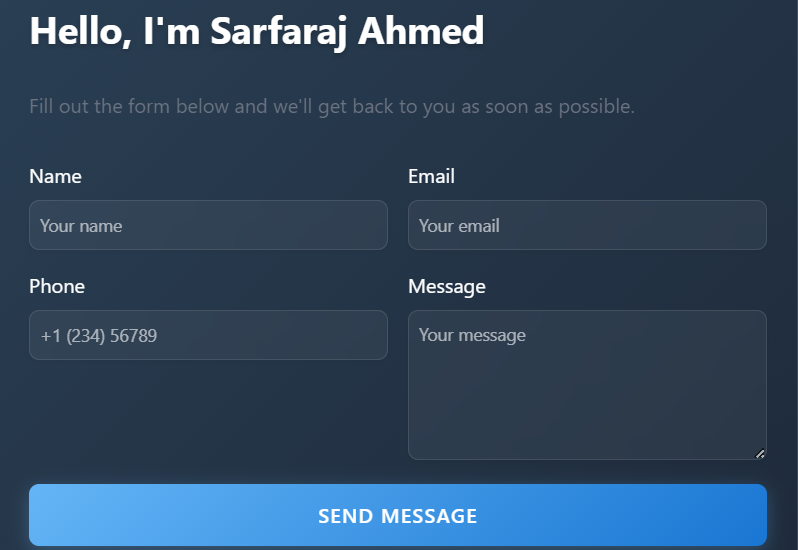 Hello, I'm Sarfaraj Ahmed
Fill out the form below and we'll get back to you as soon as possible.
Name
Email
Your name
Your email
Phone
Message
+1 (234) 56789
Your message
SEND MESSAGE